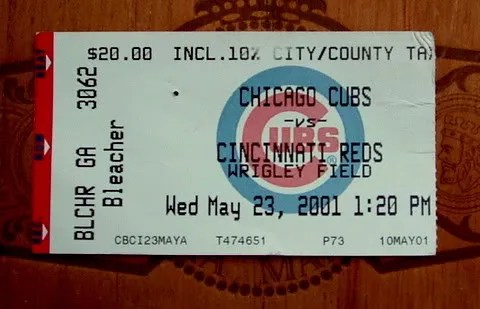 $20.00 INCL.10% CITY/COUNTY TAX
CHICAGO CUBS
-vs-
CUBS
CINCINNATI REDS
WRIGLEY FIELD
Wed May 23, 2001 1:20 PM
CBCI23MAYA T474651 P73 10MAY01
BLCHR GA 3062
Bleacher